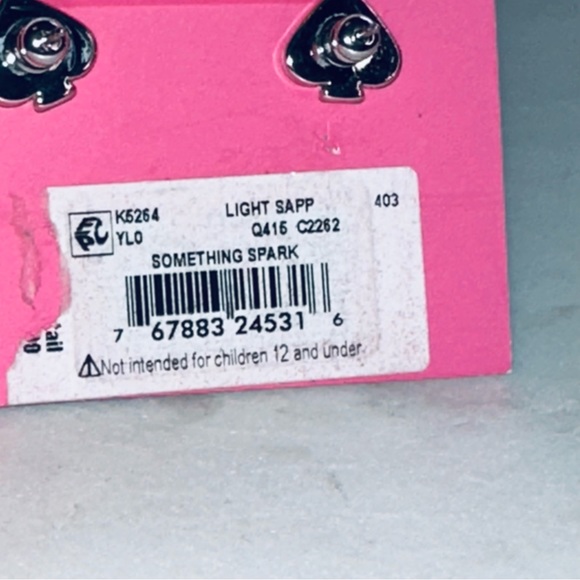 K5264 LIGHT SAPP 403
YLO Q415 C2262
SOMETHING SPARK
7 67883 24531 6
Not intended for children 12 and under